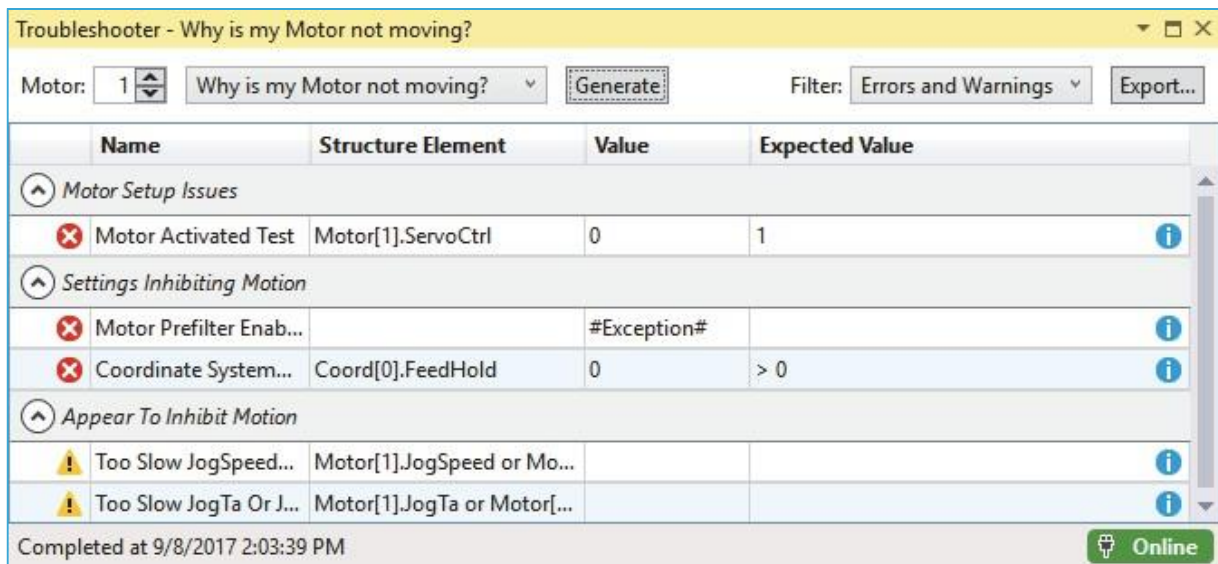 Troubleshooter - Why is my Motor not moving?
Motor: 1 Why is my Motor not moving? Generate Filter: Errors and Warnings Export...
Name Structure Element Value Expected Value
Motor Setup Issues
Motor Activated Test Motor[1].ServoCtrl 0 1
Settings Inhibiting Motion
Motor Prefilter Enab... #Exception#
Coordinate System... Coord[0].FeedHold 0 > 0
Appear To Inhibit Motion
Too Slow JogSpeed... Motor[1].JogSpeed or Mo...
Too Slow JogTa Or J... Motor[1].JogTa or Motor[...
Completed at 9/8/2017 2:03:39 PM Online